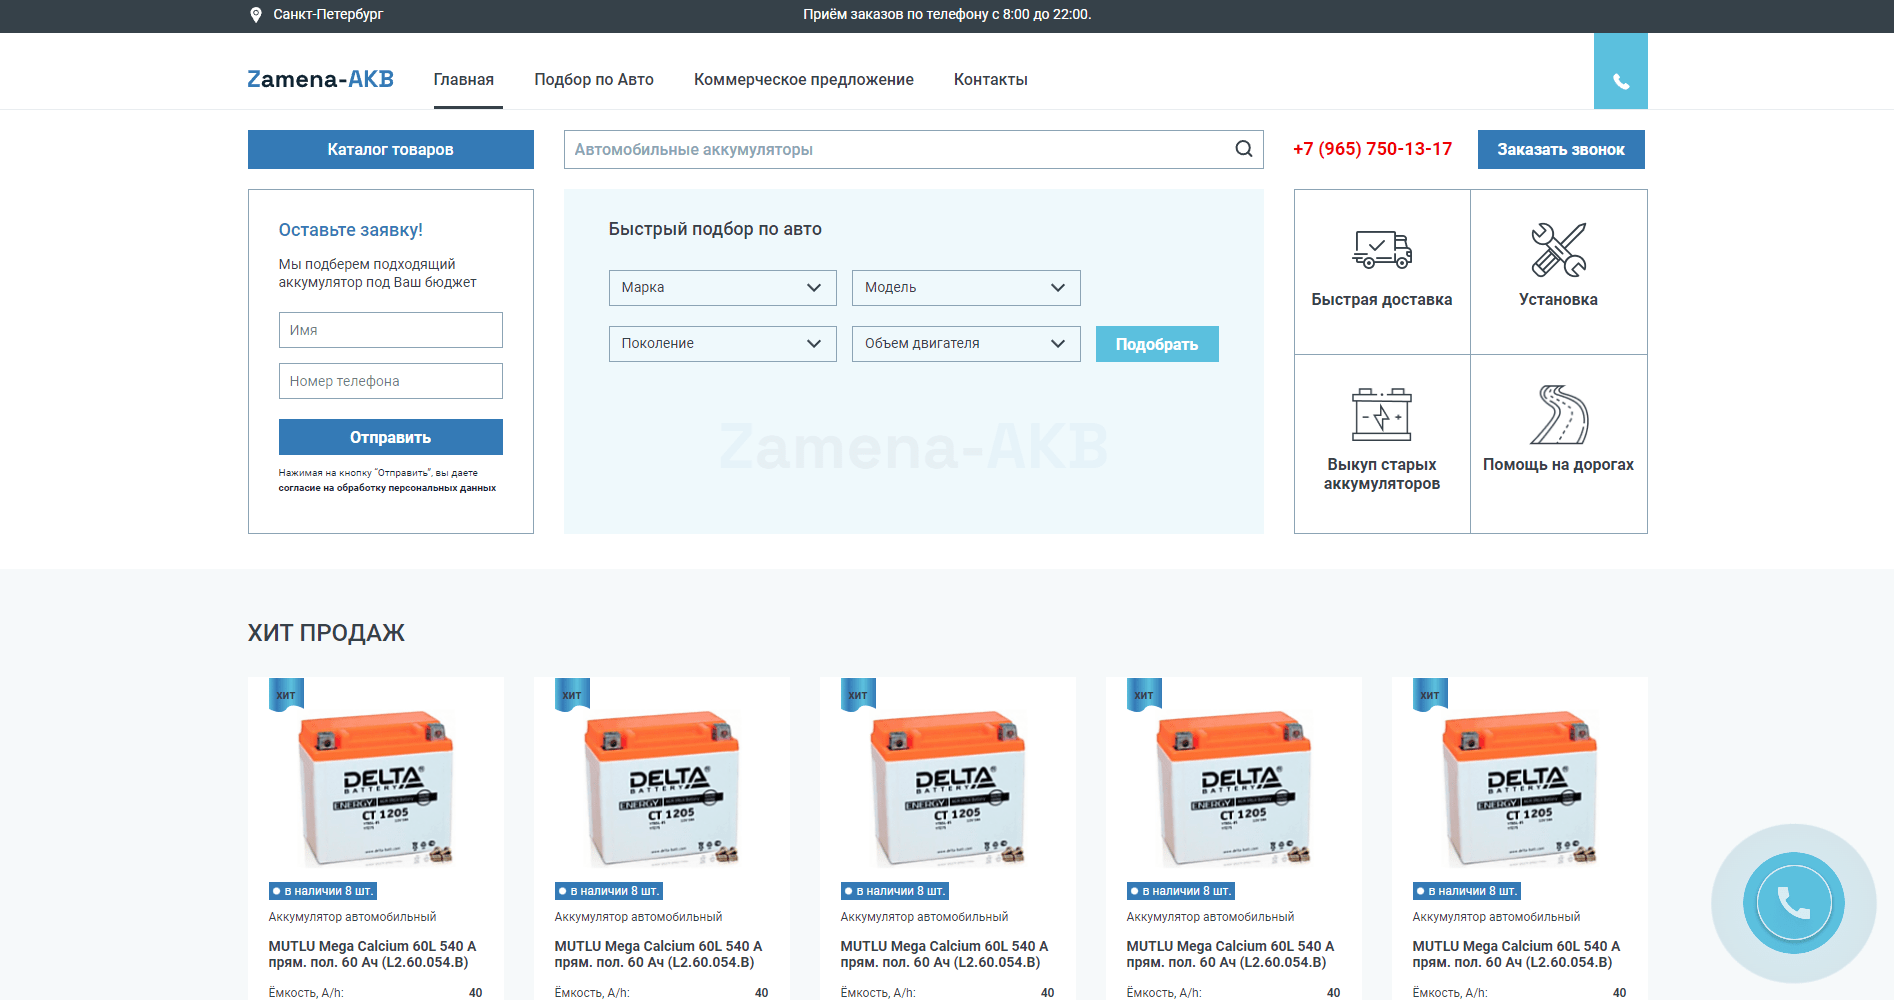 Санкт-Петербург
Приём заказов по телефону с 8:00 до 22:00.
Zamena-AKB
Главная
Подбор по Авто
Коммерческое предложение
Контакты
Каталог товаров
Автомобильные аккумуляторы
+7 (965) 750-13-17
Заказать звонок
Оставьте заявку!
Мы подберем подходящий
аккумулятор под Ваш бюджет
Имя
Номер телефона
Отправить
Нажимая на кнопку "Отправить", вы даете
согласие на обработку персональных данных
Быстрый подбор по авто
Марка
Модель
Поколение
Объем двигателя
Подобрать
Zamena-AKB
Быстрая доставка
Установка
Выкуп старых
аккумуляторов
Помощь на дорогах
ХИТ ПРОДАЖ
ХИТ
DELTA
BATTERY
ENERGY
CT 1205
в наличии 8 шт.
Аккумулятор автомобильный
MUTLU Mega Calcium 60L 540 А
прям. пол. 60 Ач (L2.60.054.B)
Ёмкость, A/h: 40
ХИТ
DELTA
BATTERY
ENERGY
CT 1205
в наличии 8 шт.
Аккумулятор автомобильный
MUTLU Mega Calcium 60L 540 А
прям. пол. 60 Ач (L2.60.054.B)
Ёмкость, A/h: 40
ХИТ
DELTA
BATTERY
ENERGY
CT 1205
в наличии 8 шт.
Аккумулятор автомобильный
MUTLU Mega Calcium 60L 540 А
прям. пол. 60 Ач (L2.60.054.B)
Ёмкость, A/h: 40
ХИТ
DELTA
BATTERY
ENERGY
CT 1205
в наличии 8 шт.
Аккумулятор автомобильный
MUTLU Mega Calcium 60L 540 А
прям. пол. 60 Ач (L2.60.054.B)
Ёмкость, A/h: 40
ХИТ
DELTA
BATTERY
ENERGY
CT 1205
в наличии 8 шт.
Аккумулятор автомобильный
MUTLU Mega Calcium 60L 540 А
прям. пол. 60 Ач (L2.60.054.B)
Ёмкость, A/h: 40